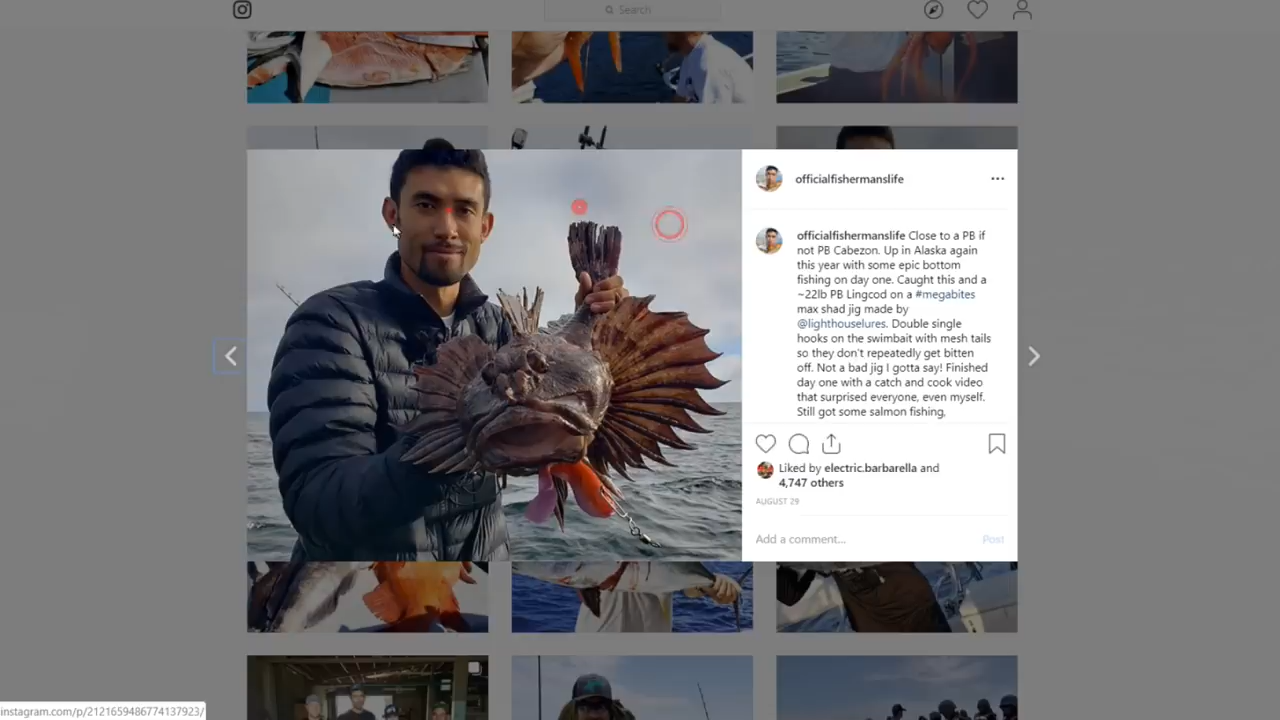 Search
officialfishermanslife
officialfishermanslife Close to a PB if
not PB Cabezon. Up in Alaska again
this year with some epic bottom
fishing on day one. Caught this and a
~22lb PB Lingcod on a #megabites
max shad jig made by
@lighthouselures. Double single
hooks on the swimbait with mesh tails
so they don't repeatedly get bitten
off. Not a bad jig I gotta say! Finished
day one with a catch and cook video
that surprised everyone, even myself.
Still got some salmon fishing,
Liked by electric.barbarella and
4,747 others
AUGUST 29
Add a comment...
Post
instagram.com/p/2121659486774137923/